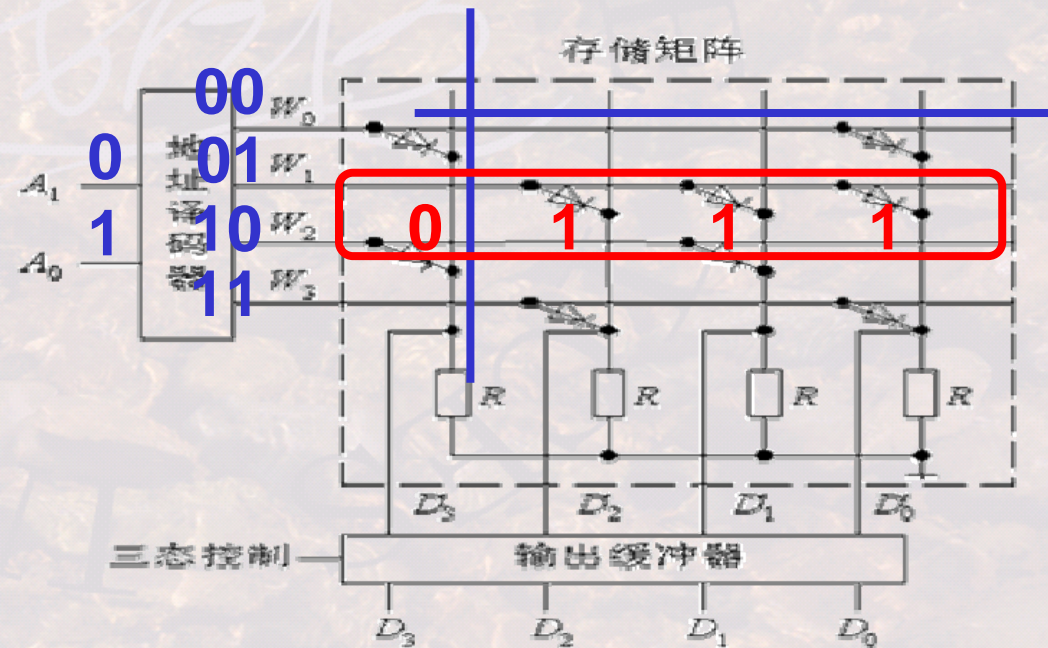 存储矩阵
00 W₀
0 地 01 W₁
A₁ 址
1 译 10 W₂
A₀ 码
器 11 W₃
0 1 1 1
R R R R
D₃' D₂' D₁' D₀'
三态控制 输出缓冲器
D₃ D₂ D₁ D₀